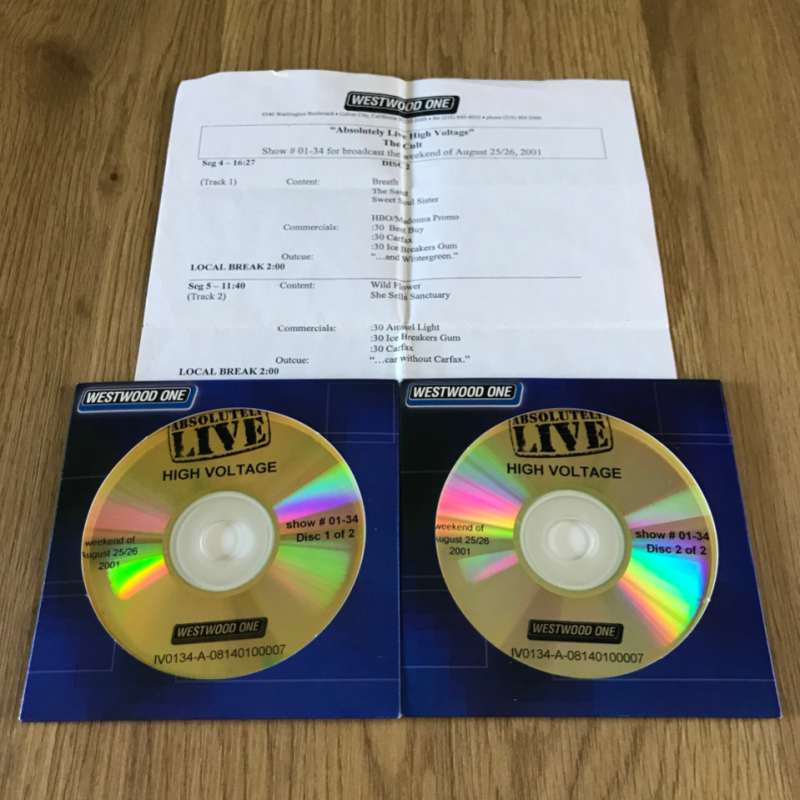 WESTWOOD ONE
"Absolutely Live High Voltage"
The Cult
Show # 01-34 for broadcast the weekend of August 25/26, 2001
Seg 4 – 16:27 DISC 2
(Track 1) Content: Breath
The Saint
Sweet Soul Sister
HBO/Madonna Promo
Commercials: :30 Best Buy
:30 Carfax
:30 Ice Breakers Gum
Outcue: "…and Wintergreen."
LOCAL BREAK 2:00
Seg 5 – 11:40 Content: Wild Flower
(Track 2) She Sells Sanctuary
Commercials: :30 Amstel Light
:30 Ice Breakers Gum
:30 Carfax
Outcue: "…car without Carfax."
LOCAL BREAK 2:00
WESTWOOD ONE
ABSOLUTELY
LIVE
HIGH VOLTAGE
show # 01-34
Disc 1 of 2
weekend of
August 25/26
2001
WESTWOOD ONE
IV0134-A-08140100007
WESTWOOD ONE
ABSOLUTELY
LIVE
HIGH VOLTAGE
show # 01-34
Disc 2 of 2
weekend of
August 25/26
2001
WESTWOOD ONE
IV0134-A-08140100007